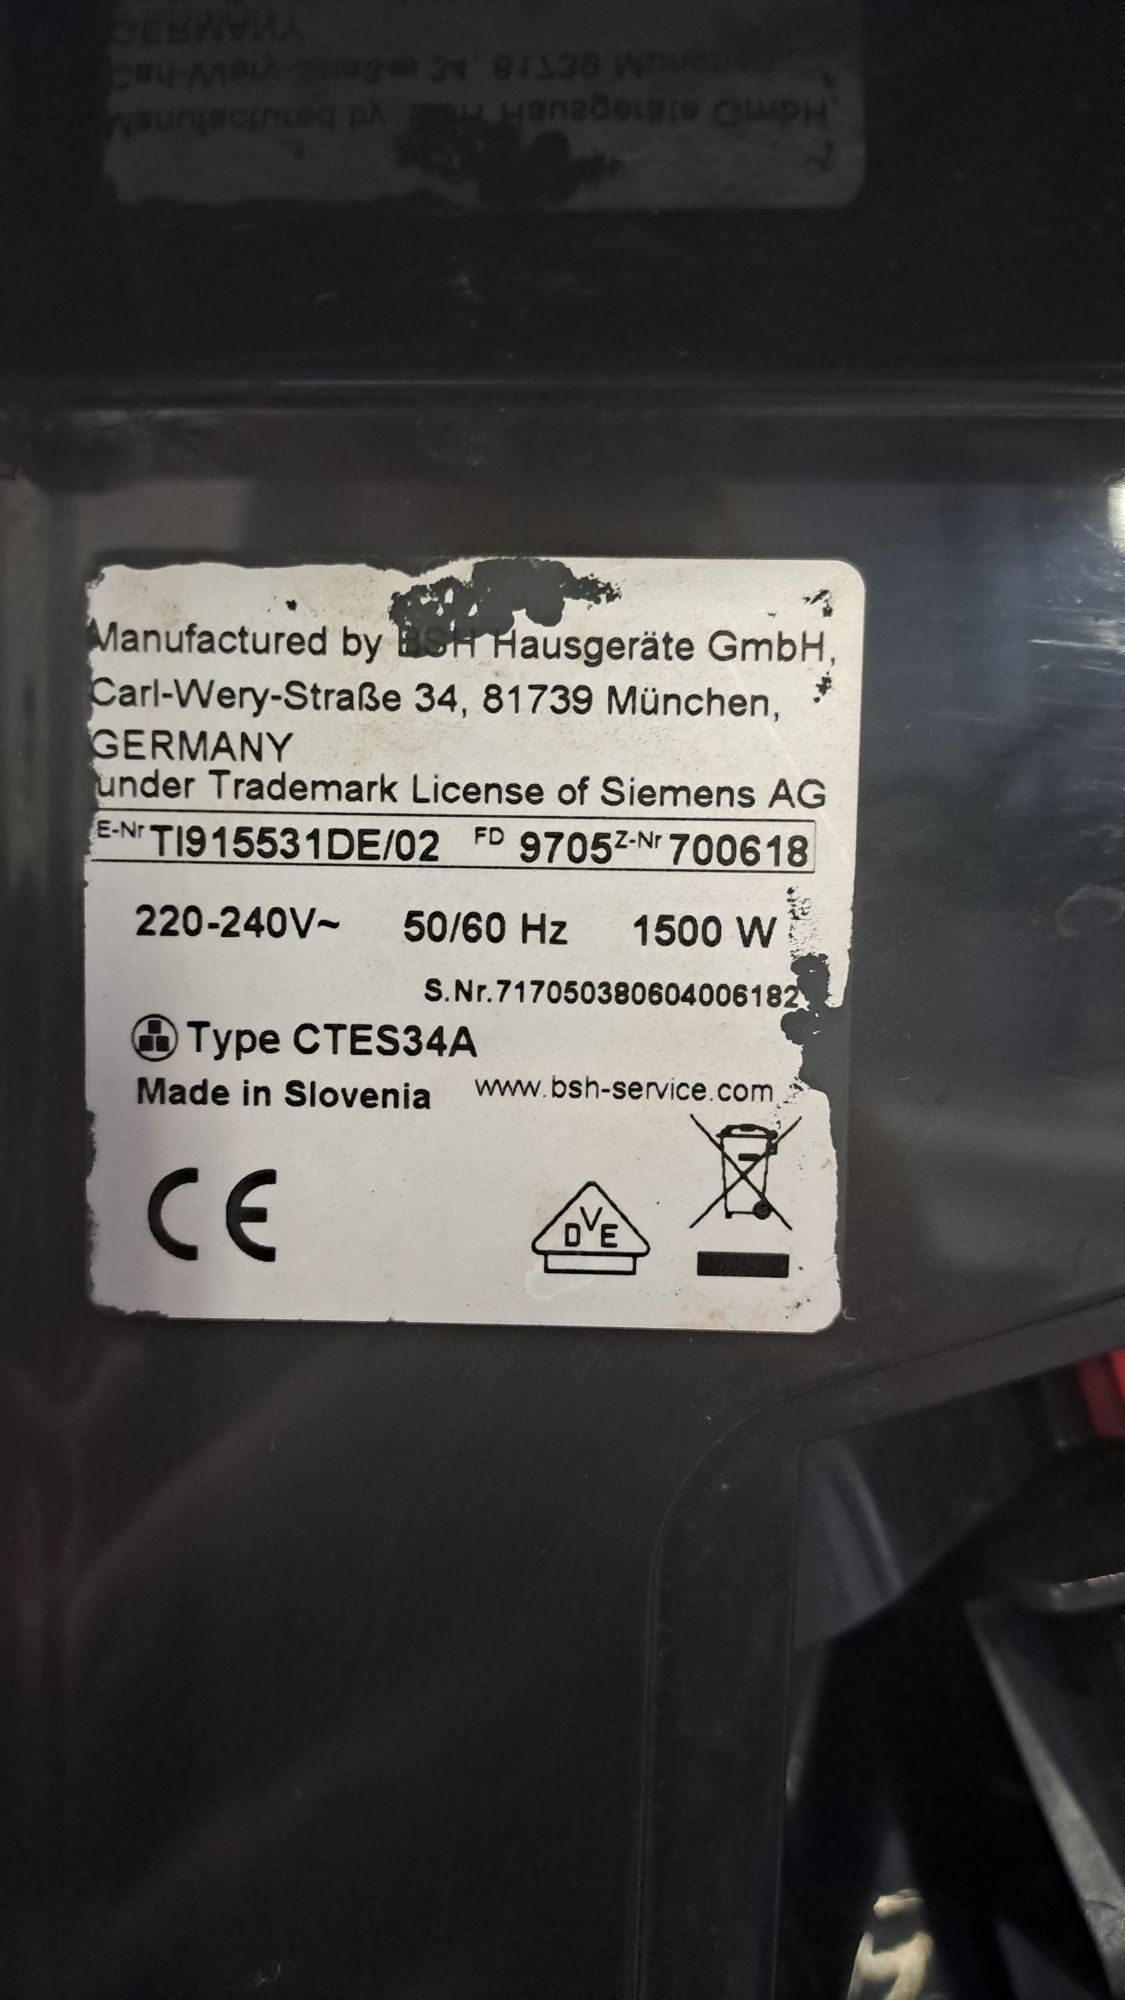 Manufactured by BSH Hausgeräte GmbH,
Carl-Wery-Straße 34, 81739 München,
GERMANY
under Trademark License of Siemens AG
E-Nr TI915531DE/02 FD 9705 Z-Nr 700618
220-240V~ 50/60 Hz 1500 W
S.Nr.717050380604006182
Type CTES34A
Made in Slovenia www.bsh-service.com
CE
DVE